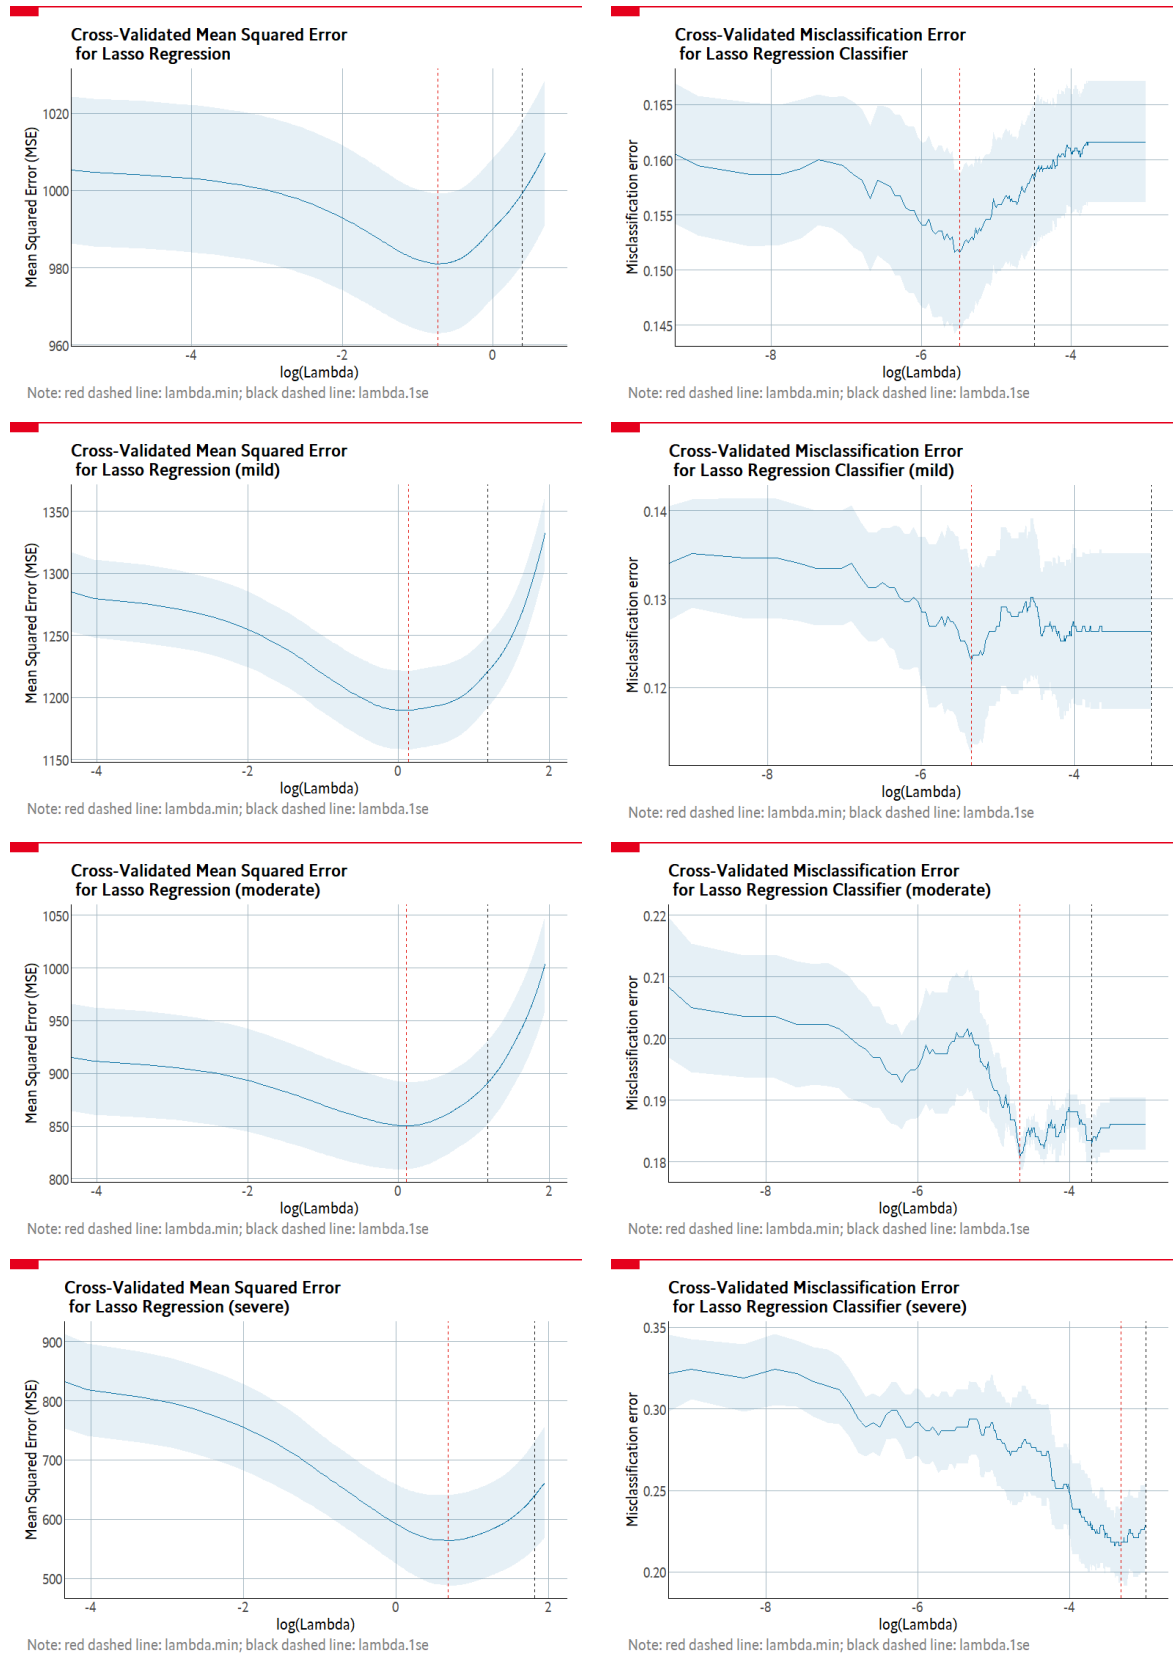 Cross-Validated Mean Squared Error
for Lasso Regression
Mean Squared Error (MSE)
1020
1000
980
960
-4
-2
0
log(Lambda)
Note: red dashed line: lambda.min; black dashed line: lambda.1se
Cross-Validated Misclassification Error
for Lasso Regression Classifier
Misclassification error
0.165
0.160
0.155
0.150
0.145
-8
-6
-4
log(Lambda)
Note: red dashed line: lambda.min; black dashed line: lambda.1se
Cross-Validated Mean Squared Error
for Lasso Regression (mild)
Mean Squared Error (MSE)
1350
1300
1250
1200
1150
-4
-2
0
2
log(Lambda)
Note: red dashed line: lambda.min; black dashed line: lambda.1se
Cross-Validated Misclassification Error
for Lasso Regression Classifier (mild)
Misclassification error
0.14
0.13
0.12
-8
-6
-4
log(Lambda)
Note: red dashed line: lambda.min; black dashed line: lambda.1se
Cross-Validated Mean Squared Error
for Lasso Regression (moderate)
Mean Squared Error (MSE)
1050
1000
950
900
850
800
-4
-2
0
2
log(Lambda)
Note: red dashed line: lambda.min; black dashed line: lambda.1se
Cross-Validated Misclassification Error
for Lasso Regression Classifier (moderate)
Misclassification error
0.22
0.21
0.20
0.19
0.18
-8
-6
-4
log(Lambda)
Note: red dashed line: lambda.min; black dashed line: lambda.1se
Cross-Validated Mean Squared Error
for Lasso Regression (severe)
Mean Squared Error (MSE)
900
800
700
600
500
-4
-2
0
2
log(Lambda)
Note: red dashed line: lambda.min; black dashed line: lambda.1se
Cross-Validated Misclassification Error
for Lasso Regression Classifier (severe)
Misclassification error
0.35
0.30
0.25
0.20
-8
-6
-4
log(Lambda)
Note: red dashed line: lambda.min; black dashed line: lambda.1se